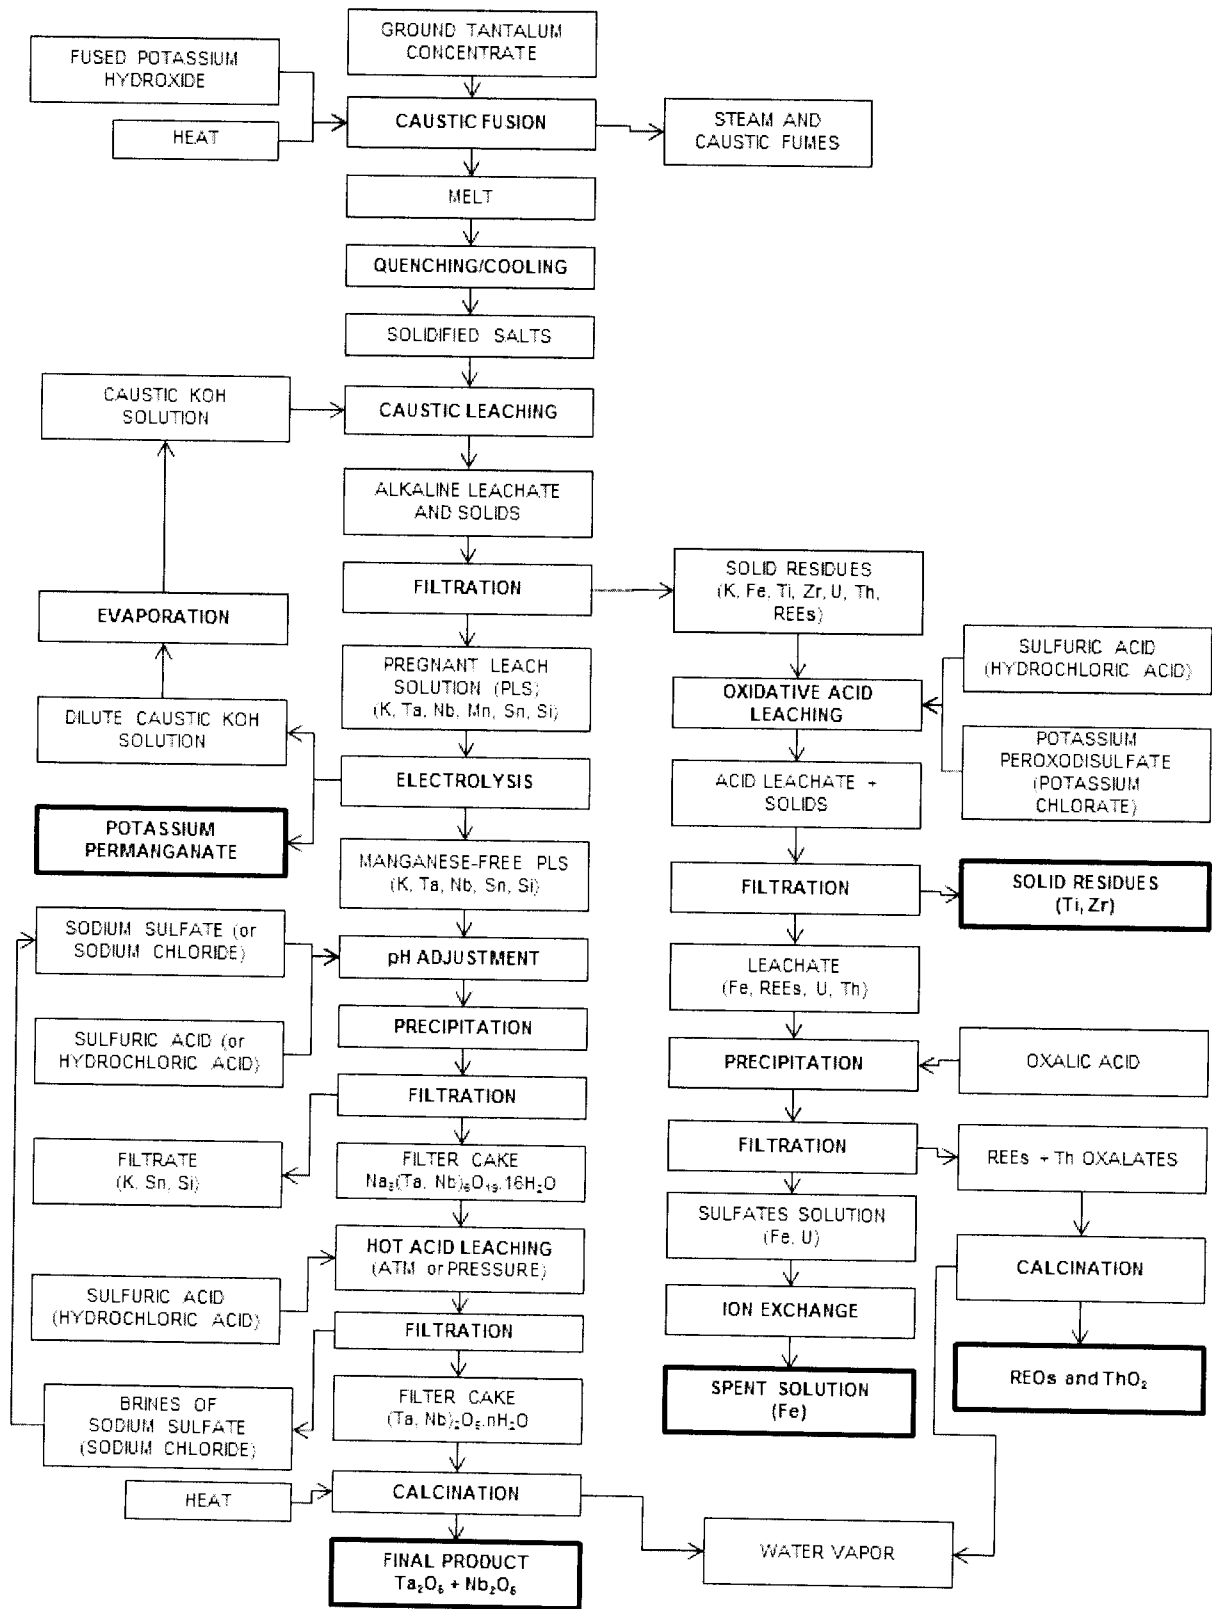 GROUND TANTALUM
CONCENTRATE
FUSED POTASSIUM
HYDROXIDE
HEAT
CAUSTIC FUSION
STEAM AND
CAUSTIC FUMES
MELT
QUENCHING/COOLING
SOLIDIFIED SALTS
CAUSTIC KOH
SOLUTION
CAUSTIC LEACHING
ALKALINE LEACHATE
AND SOLIDS
FILTRATION
SOLID RESIDUES
(K, Fe, Ti, Zr, U, Th,
REEs)
EVAPORATION
PREGNANT LEACH
SOLUTION (PLS)
(K, Ta, Nb, Mn, Sn, Si)
OXIDATIVE ACID
LEACHING
SULFURIC ACID
(HYDROCHLORIC ACID)
DILUTE CAUSTIC KOH
SOLUTION
POTASSIUM
PEROXODISULFATE
(POTASSIUM
CHLORATE)
ELECTROLYSIS
ACID LEACHATE +
SOLIDS
POTASSIUM
PERMANGANATE
MANGANESE-FREE PLS
(K, Ta, Nb, Sn, Si)
FILTRATION
SOLID RESIDUES
(Ti, Zr)
SODIUM SULFATE (or
SODIUM CHLORIDE)
pH ADJUSTMENT
LEACHATE
(Fe, REEs, U, Th)
SULFURIC ACID (or
HYDROCHLORIC ACID)
PRECIPITATION
PRECIPITATION
OXALIC ACID
FILTRATION
FILTRATION
REEs + Th OXALATES
FILTRATE
(K, Sn, Si)
FILTER CAKE
Na₈(Ta, Nb)₆O₁₉.16H₂O
SULFATES SOLUTION
(Fe, U)
HOT ACID LEACHING
(ATM or PRESSURE)
CALCINATION
SULFURIC ACID
(HYDROCHLORIC ACID)
ION EXCHANGE
FILTRATION
SPENT SOLUTION
(Fe)
REOs and ThO₂
BRINES OF
SODIUM SULFATE
(SODIUM CHLORIDE)
FILTER CAKE
(Ta, Nb)₂O₅.nH₂O
HEAT
CALCINATION
WATER VAPOR
FINAL PRODUCT
Ta₂O₅ + Nb₂O₅